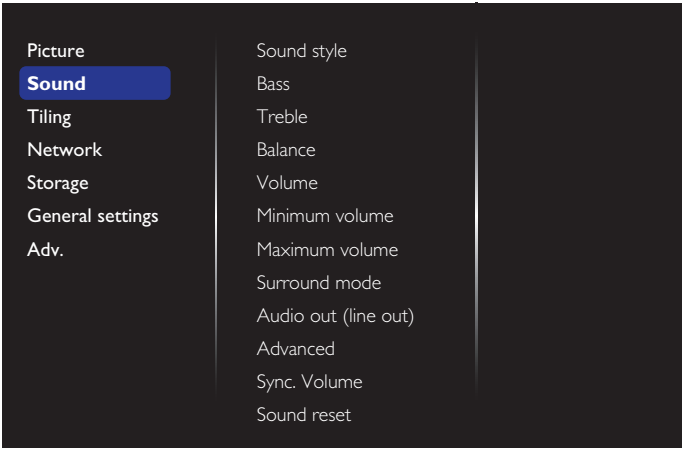 Picture
Sound
Tiling
Network
Storage
General settings
Adv.
Sound style
Bass
Treble
Balance
Volume
Minimum volume
Maximum volume
Surround mode
Audio out (line out)
Advanced
Sync. Volume
Sound reset